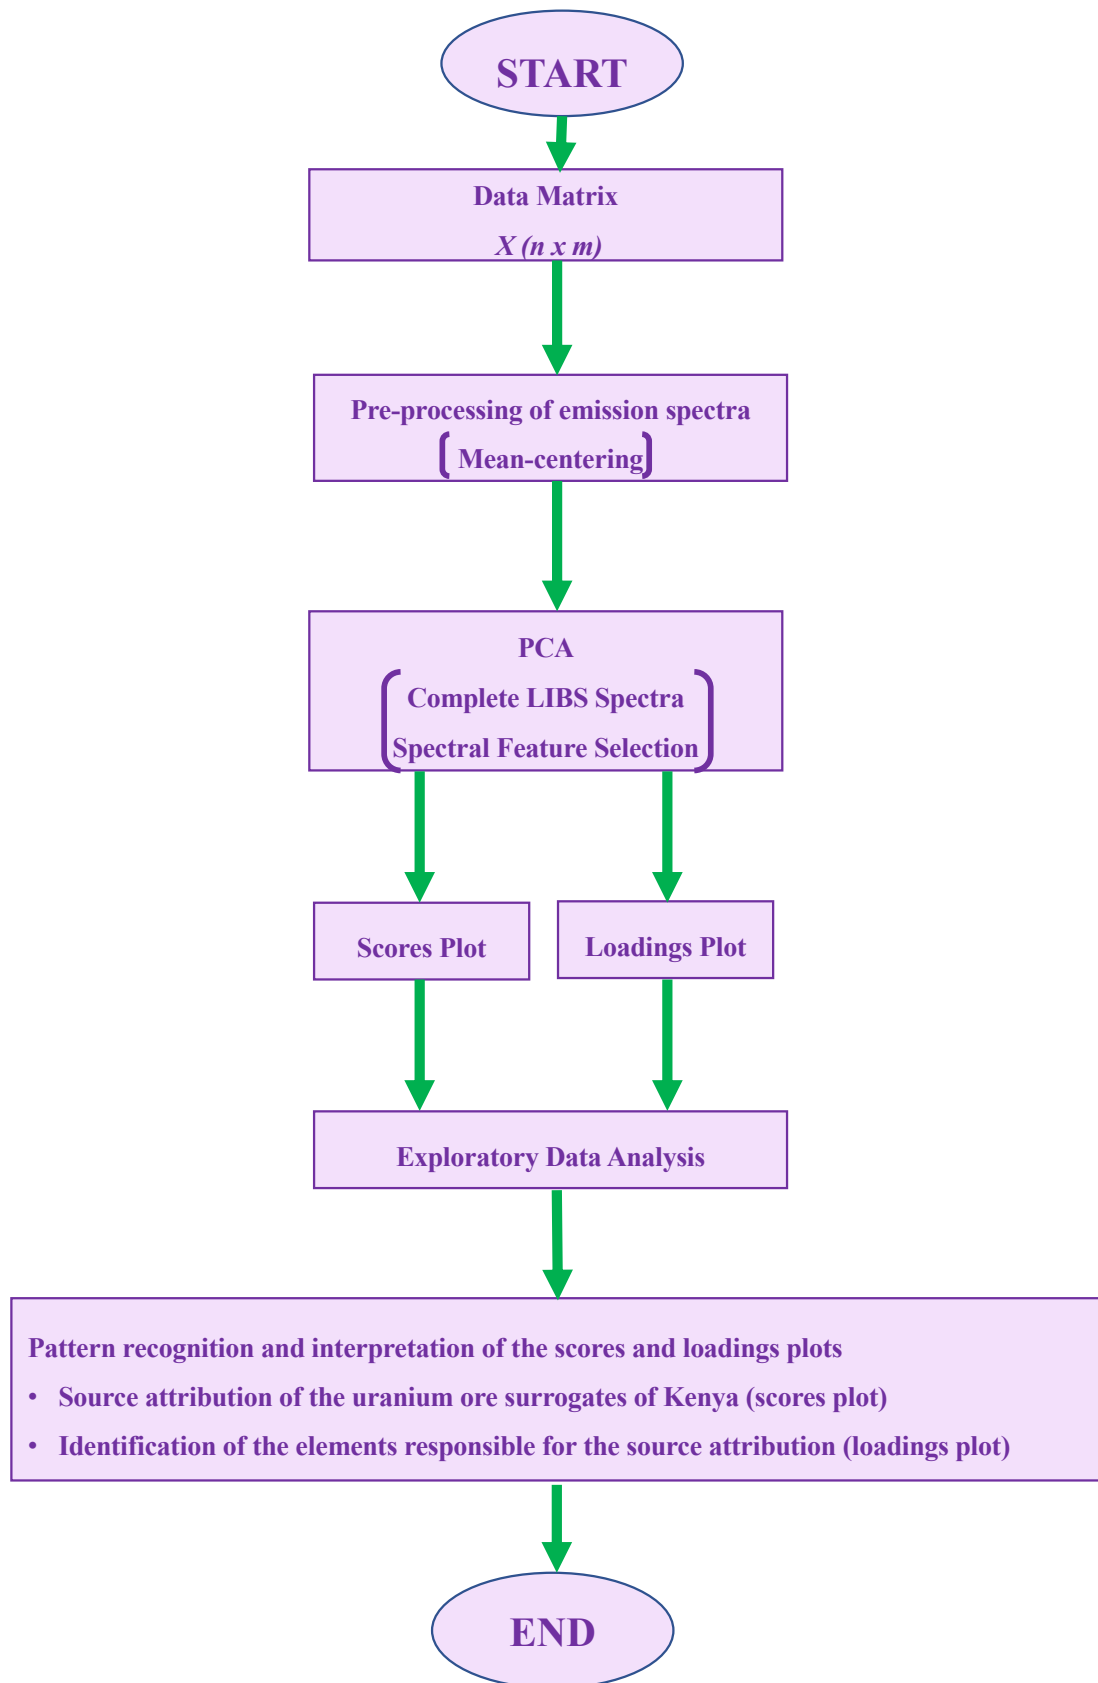 START
Data Matrix
X (n x m)
Pre-processing of emission spectra
[ Mean-centering]
PCA
Complete LIBS Spectra
Spectral Feature Selection
Scores Plot
Loadings Plot
Exploratory Data Analysis
Pattern recognition and interpretation of the scores and loadings plots
• Source attribution of the uranium ore surrogates of Kenya (scores plot)
• Identification of the elements responsible for the source attribution (loadings plot)
END